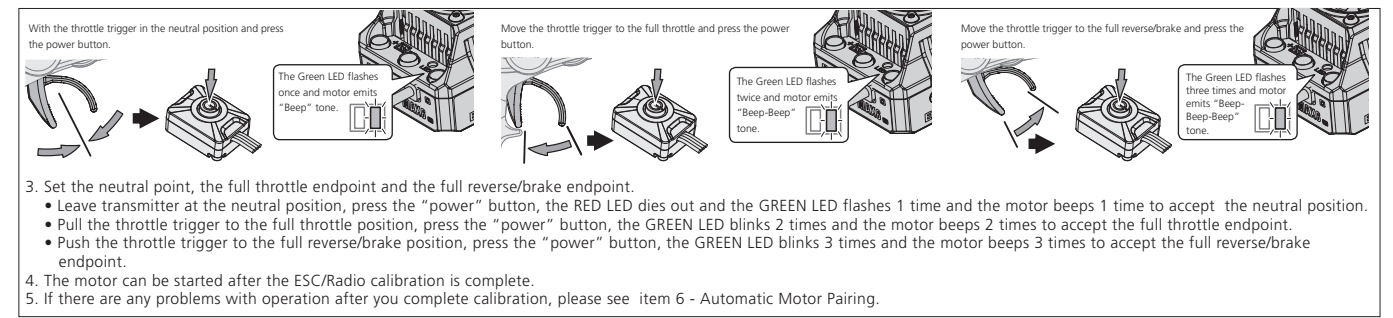 With the throttle trigger in the neutral position and press
the power button.
The Green LED flashes
once and motor emits
“Beep” tone.
Move the throttle trigger to the full throttle and press the power
button.
The Green LED flashes
twice and motor emits
“Beep-Beep”
tone.
Move the throttle trigger to the full reverse/brake and press the
power button.
The Green LED flashes
three times and motor
emits “Beep-
Beep-Beep”
tone.
3. Set the neutral point, the full throttle endpoint and the full reverse/brake endpoint.
• Leave transmitter at the neutral position, press the “power” button, the RED LED dies out and the GREEN LED flashes 1 time and the motor beeps 1 time to accept the neutral position.
• Pull the throttle trigger to the full throttle position, press the “power” button, the GREEN LED blinks 2 times and the motor beeps 2 times to accept the full throttle endpoint.
• Push the throttle trigger to the full reverse/brake position, press the “power” button, the GREEN LED blinks 3 times and the motor beeps 3 times to accept the full reverse/brake
endpoint.
4. The motor can be started after the ESC/Radio calibration is complete.
5. If there are any problems with operation after you complete calibration, please see item 6 - Automatic Motor Pairing.